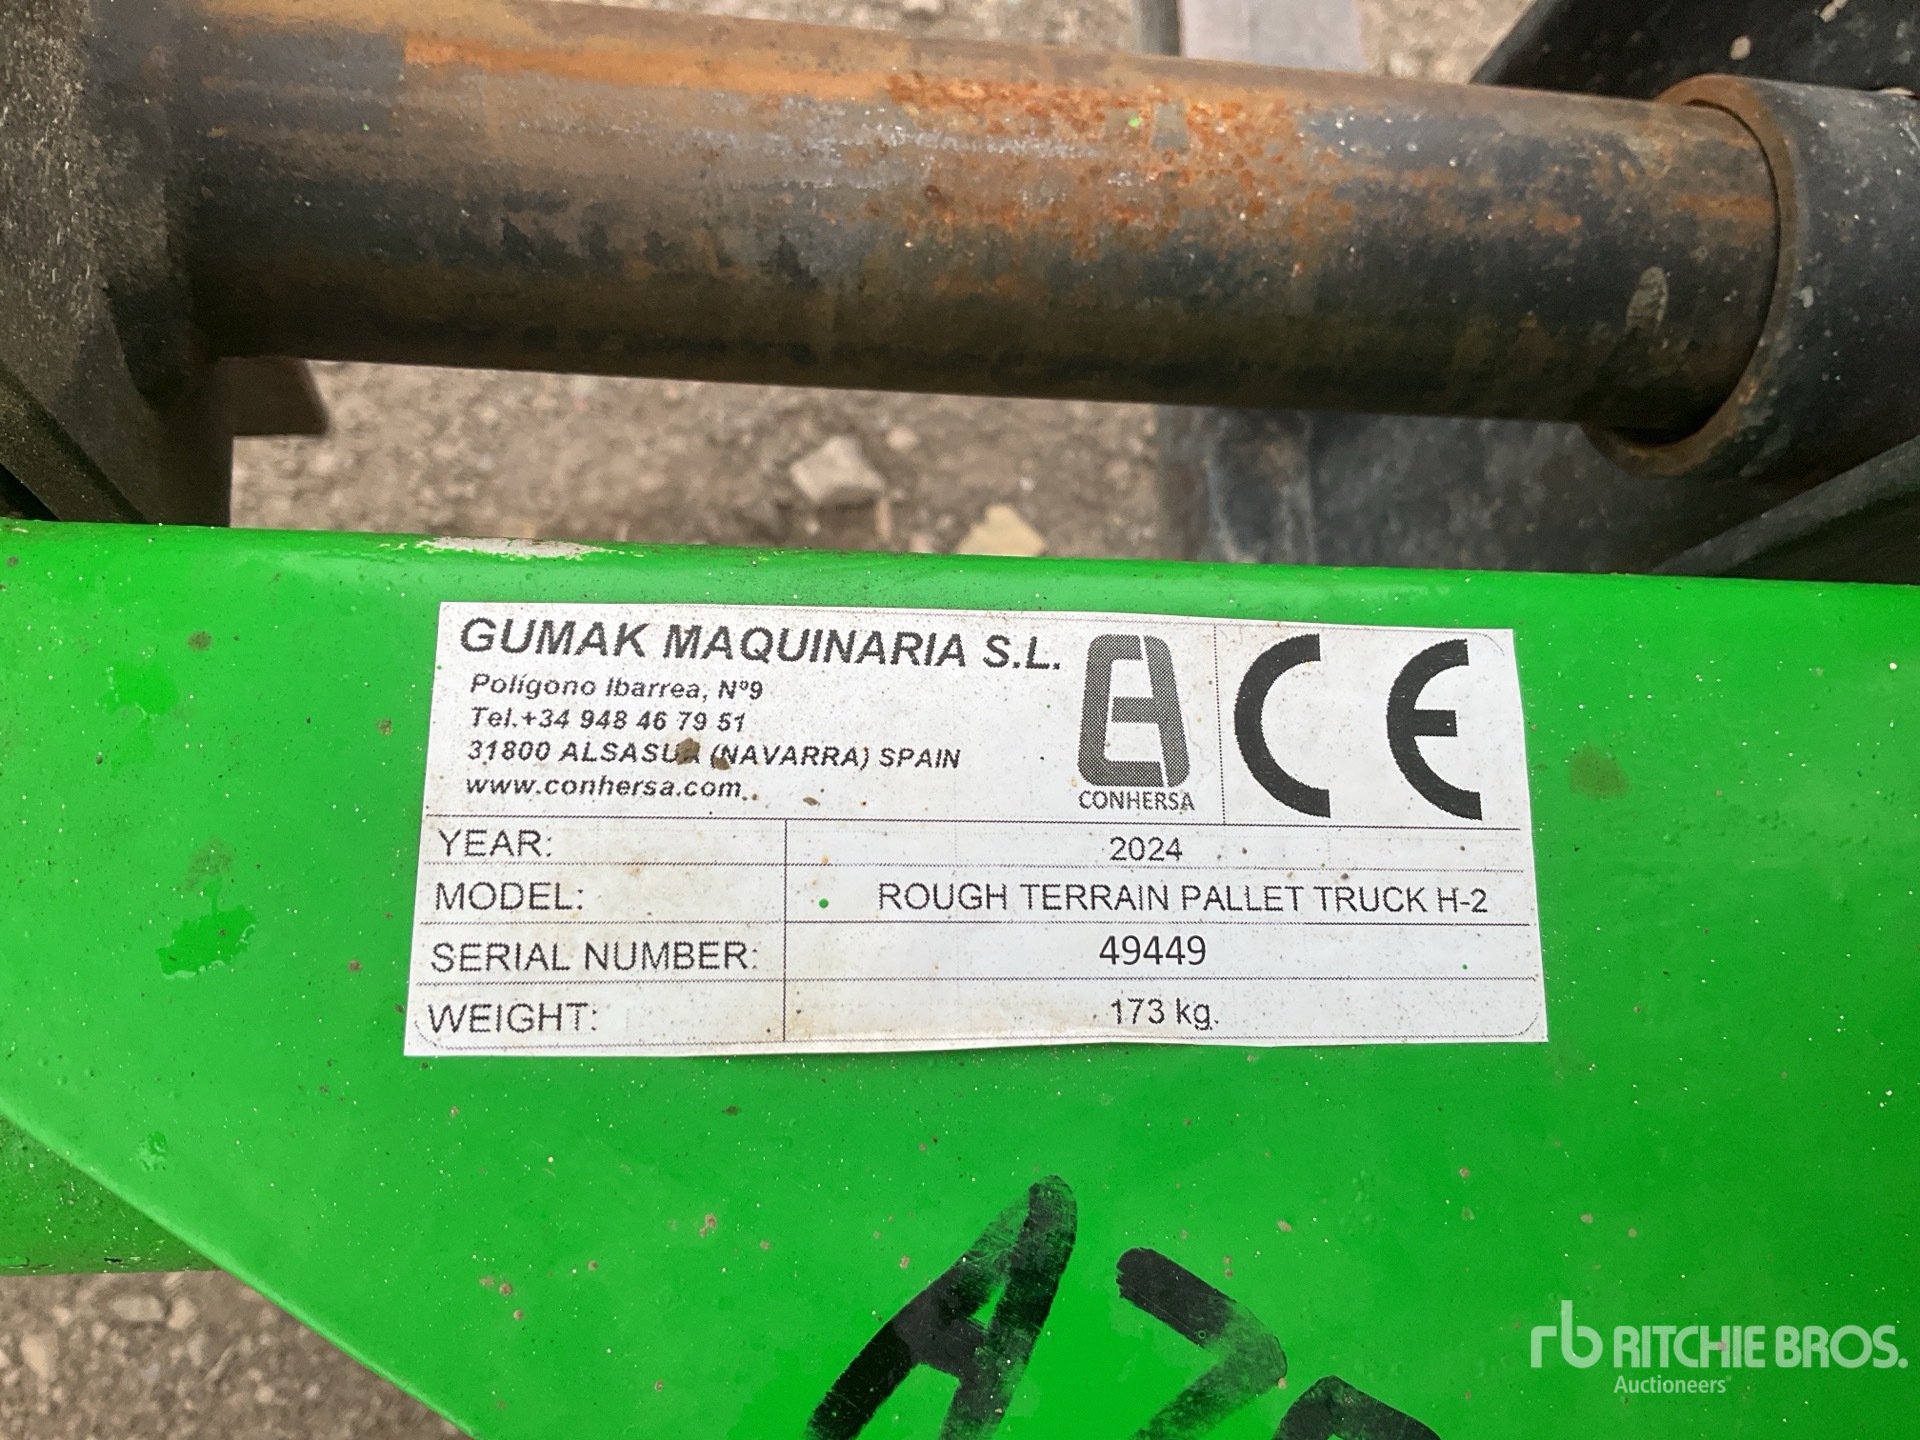 GUMAK MAQUINARIA S.L.
Polígono Ibarrea, Nº9
Tel.+34 948 46 79 51
31800 ALSASUA (NAVARRA) SPAIN
www.conhersa.com
CONHERSA
CE
YEAR: 2024
MODEL: ROUGH TERRAIN PALLET TRUCK H-2
SERIAL NUMBER: 49449
WEIGHT: 173 kg.
rb RITCHIE BROS.
Auctioneers